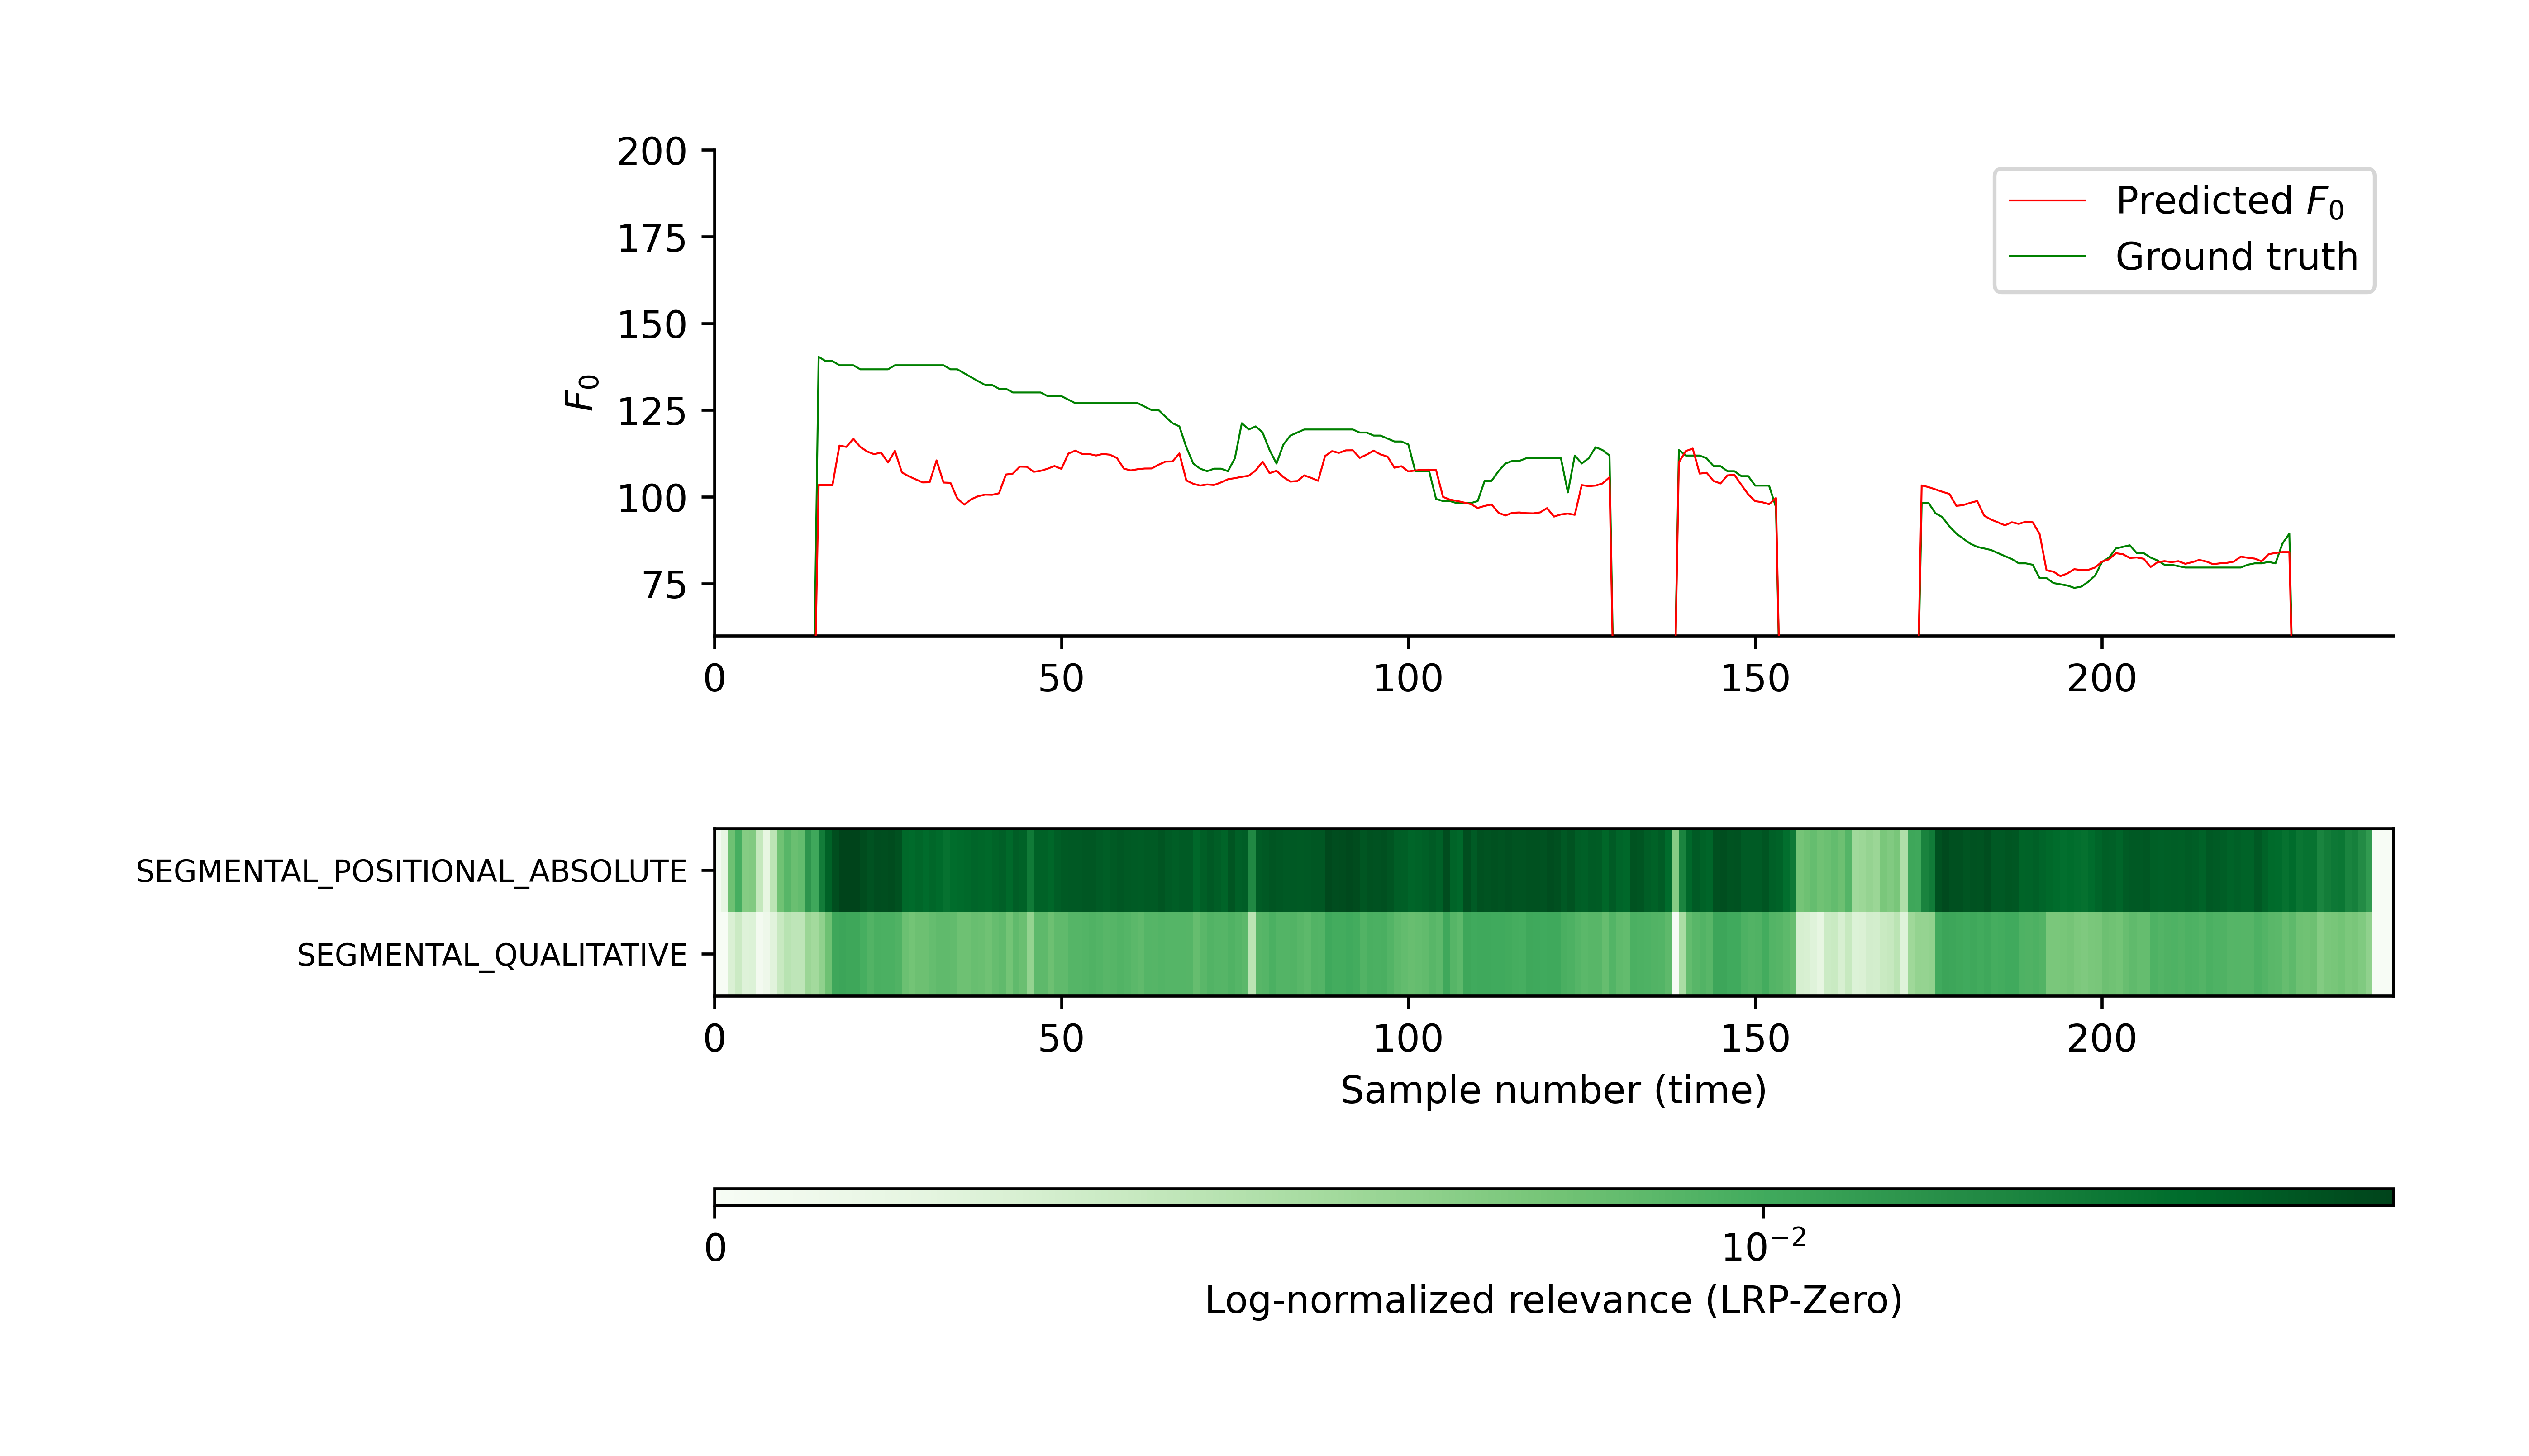 200
175
150
125
100
75
F₀
Predicted F₀
Ground truth
0 50 100 150 200
SEGMENTAL_POSITIONAL_ABSOLUTE
SEGMENTAL_QUALITATIVE
0 50 100 150 200
Sample number (time)
0 10⁻²
Log-normalized relevance (LRP-Zero)